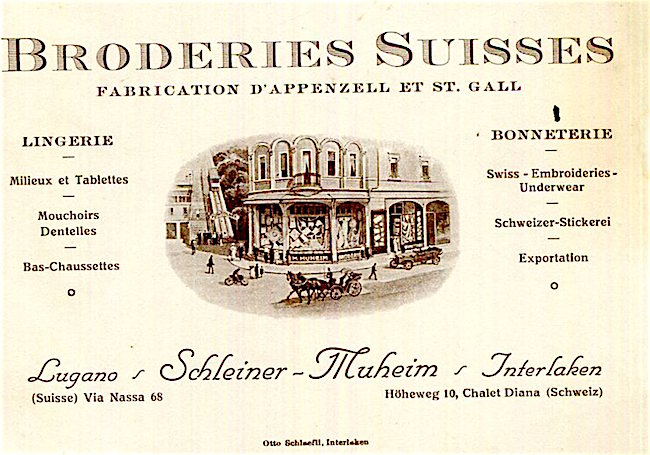 BRODERIES SUISSES
FABRICATION D'APPENZELL ET ST. GALL
LINGERIE
Milieux et Tablettes
Mouchoirs
Dentelles
Bas-Chaussettes
BONNETERIE
Swiss - Embroideries -
Underwear
Schweizer-Stickerei
Exportation
M. MUHEIM
Lugano s Schleiner - Muheim s Interlaken
(Suisse) Via Nassa 68
Höheweg 10, Chalet Diana (Schweiz)
Otto Schlaefli, Interlaken